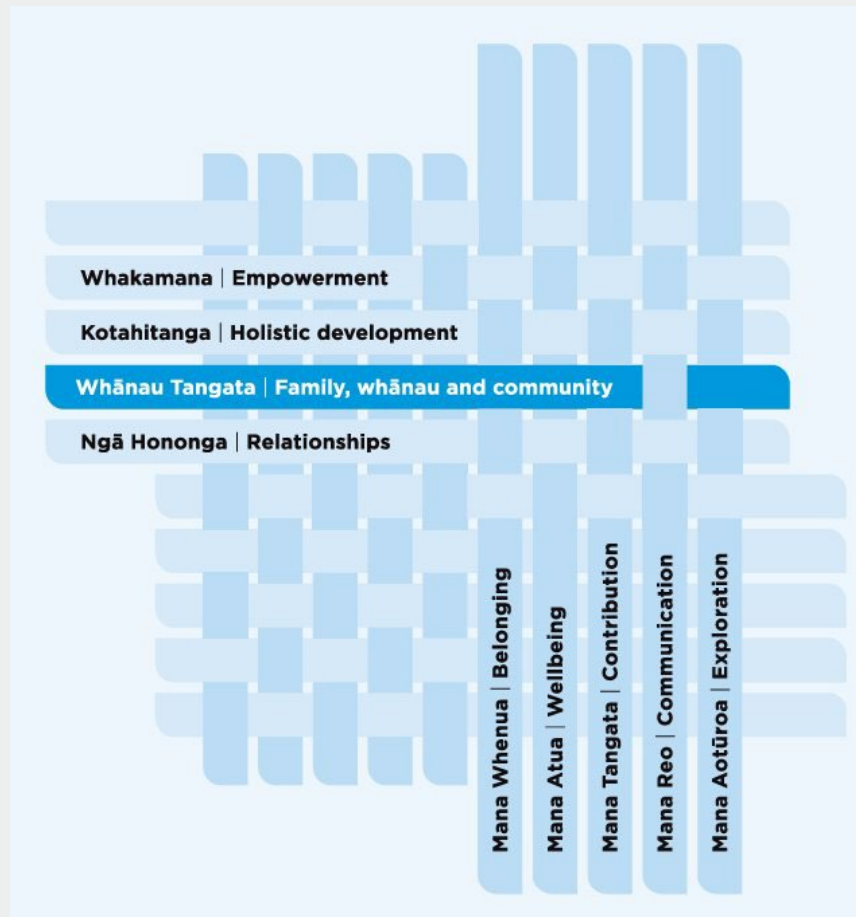 Whakamana | Empowerment
Kotahitanga | Holistic development
Whānau Tangata | Family, whānau and community
Ngā Hononga | Relationships
Mana Whenua | Belonging
Mana Atua | Wellbeing
Mana Tangata | Contribution
Mana Reo | Communication
Mana Aotūroa | Exploration